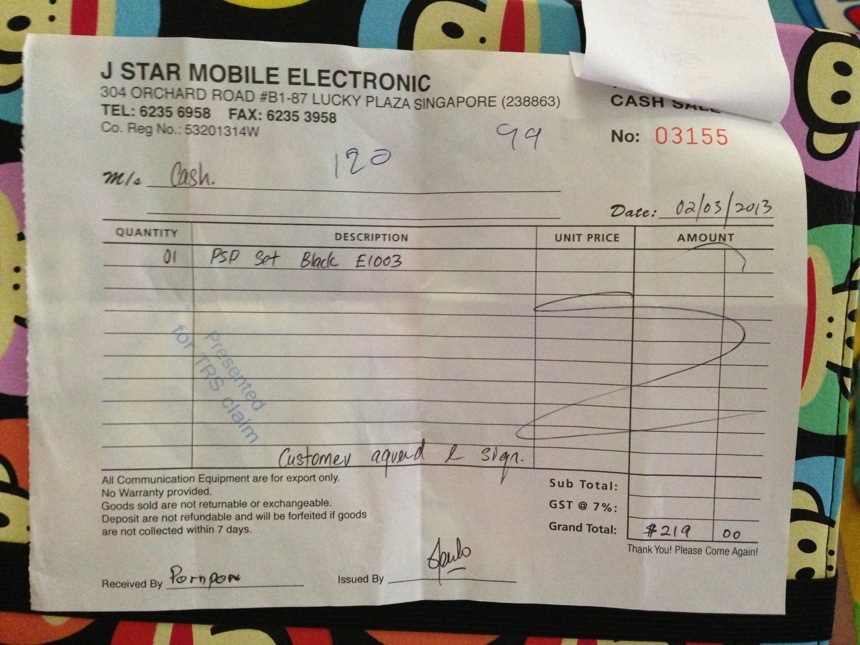 J STAR MOBILE ELECTRONIC
304 ORCHARD ROAD #B1-87 LUCKY PLAZA SINGAPORE (238863)
TEL: 6235 6958 FAX: 6235 3958
Co. Reg No.: 53201314W
CASH SALE
No: 03155
120
99
M/s Cash.
Date: 02/03/2013
QUANTITY DESCRIPTION UNIT PRICE AMOUNT
01 PSP Set Black E1003
Presented
for TRS claim
Customer agured & sign.
All Communication Equipment are for export only.
No Warranty provided.
Goods sold are not returnable or exchangeable.
Deposit are not refundable and will be forfeited if goods
are not collected within 7 days.
Sub Total:
GST @ 7%:
Grand Total: $219 00
Thank You! Please Come Again!
Received By Pornpon
Issued By